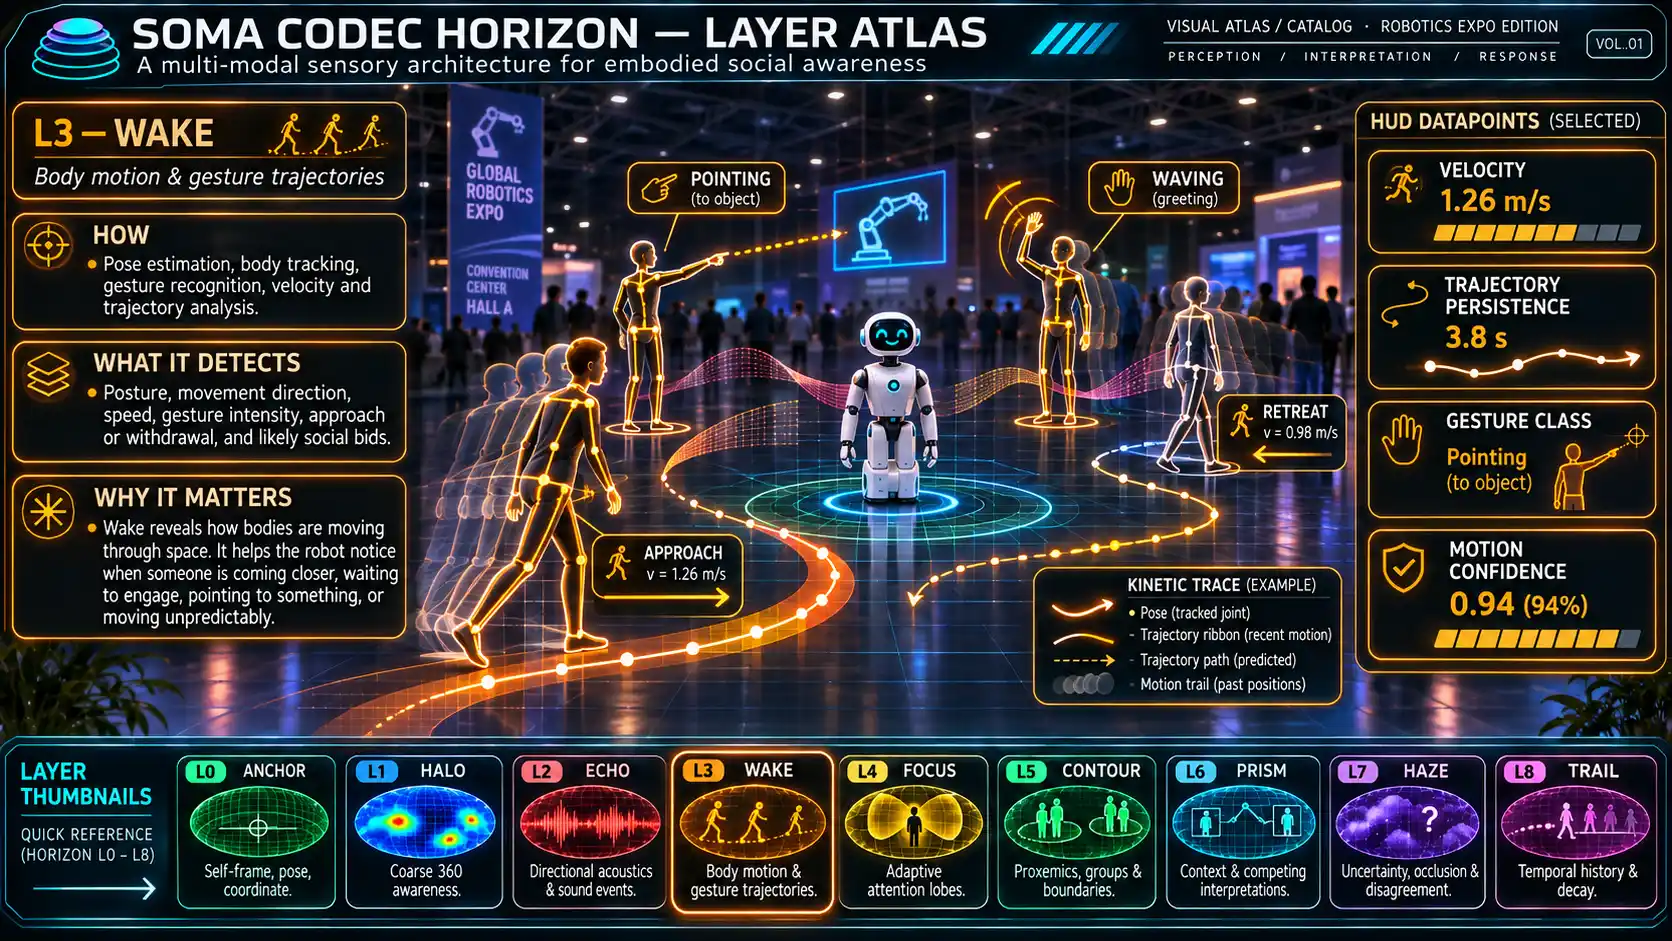 SOMA CODEC HORIZON — LAYER ATLAS
A multi-modal sensory architecture for embodied social awareness
VISUAL ATLAS / CATALOG · ROBOTICS EXPO EDITION
PERCEPTION / INTERPRETATION / RESPONSE
VOL..01
L3 — WAKE
Body motion & gesture trajectories
HOW
• Pose estimation, body tracking,
gesture recognition, velocity and
trajectory analysis.
WHAT IT DETECTS
• Posture, movement direction,
speed, gesture intensity, approach
or withdrawal, and likely social bids.
WHY IT MATTERS
• Wake reveals how bodies are moving
through space. It helps the robot notice
when someone is coming closer, waiting
to engage, pointing to something, or
moving unpredictably.
GLOBAL
ROBOTICS
EXPO
CONVENTION
CENTER
HALL A
POINTING
(to object)
WAVING
(greeting)
RETREAT
v = 0.98 m/s
APPROACH
v = 1.26 m/s
KINETIC TRACE (EXAMPLE)
• Pose (tracked joint)
- Trajectory ribbon (recent motion)
- Trajectory path (predicted)
- Motion trail (past positions)
HUD DATAPOINTS (SELECTED)
VELOCITY
1.26 m/s
TRAJECTORY
PERSISTENCE
3.8 s
GESTURE CLASS
Pointing
(to object)
MOTION
CONFIDENCE
0.94 (94%)
LAYER
THUMBNAILS
QUICK REFERENCE
(HORIZON L0 – L8)
L0 ANCHOR
Self-frame, pose,
coordinate.
L1 HALO
Coarse 360
awareness.
L2 ECHO
Directional acoustics
& sound events.
L3 WAKE
Body motion &
gesture trajectories.
L4 FOCUS
Adaptive
attention lobes.
L5 CONTOUR
Proxemics, groups &
boundaries.
L6 PRISM
Context & competing
interpretations.
L7 HAZE
?
Uncertainty, occlusion &
disagreement.
L8 TRAIL
Temporal history &
decay.